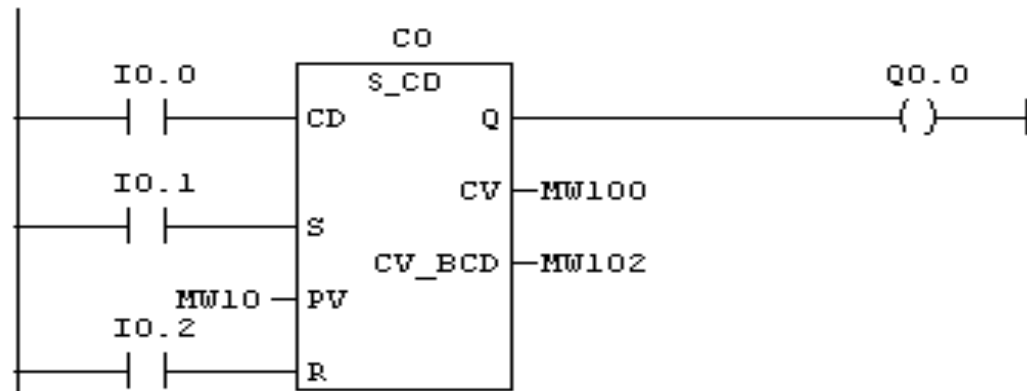 C0
I0.0
S_CD
Q0.0
CD
Q
I0.1
CV
MW100
S
CV_BCD
MW102
MW10
PV
I0.2
R